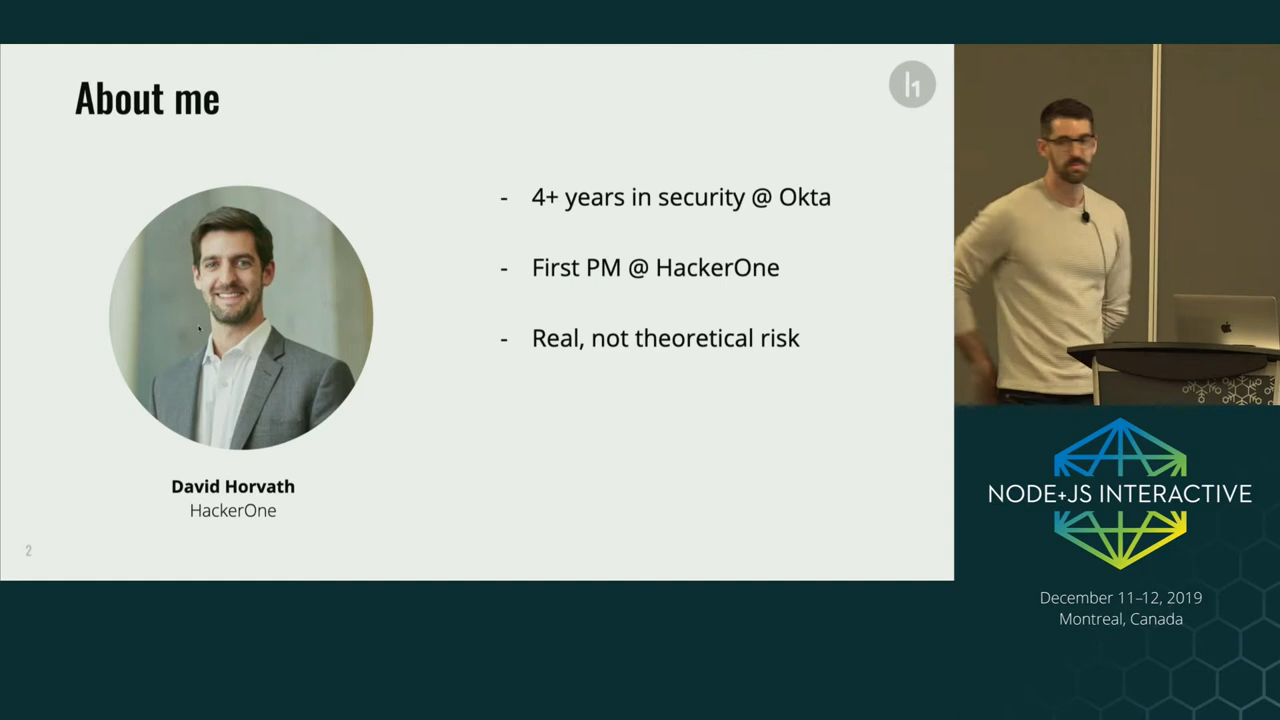 About me
h1
- 4+ years in security @ Okta
- First PM @ HackerOne
- Real, not theoretical risk
David Horvath
HackerOne
2
NODE+JS INTERACTIVE
December 11–12, 2019
Montreal, Canada